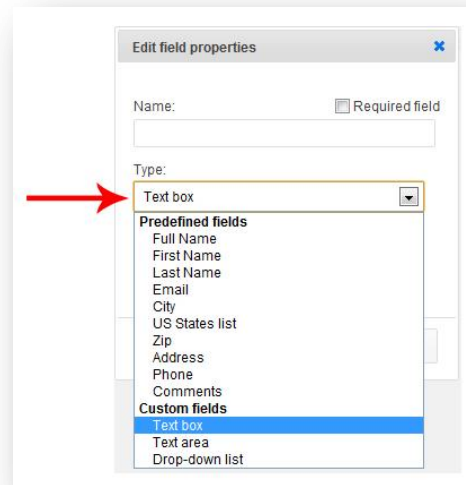 Edit field properties
Name:
Required field
Type:
Text box
Predefined fields
Full Name
First Name
Last Name
Email
City
US States list
Zip
Address
Phone
Comments
Custom fields
Text box
Text area
Drop-down list